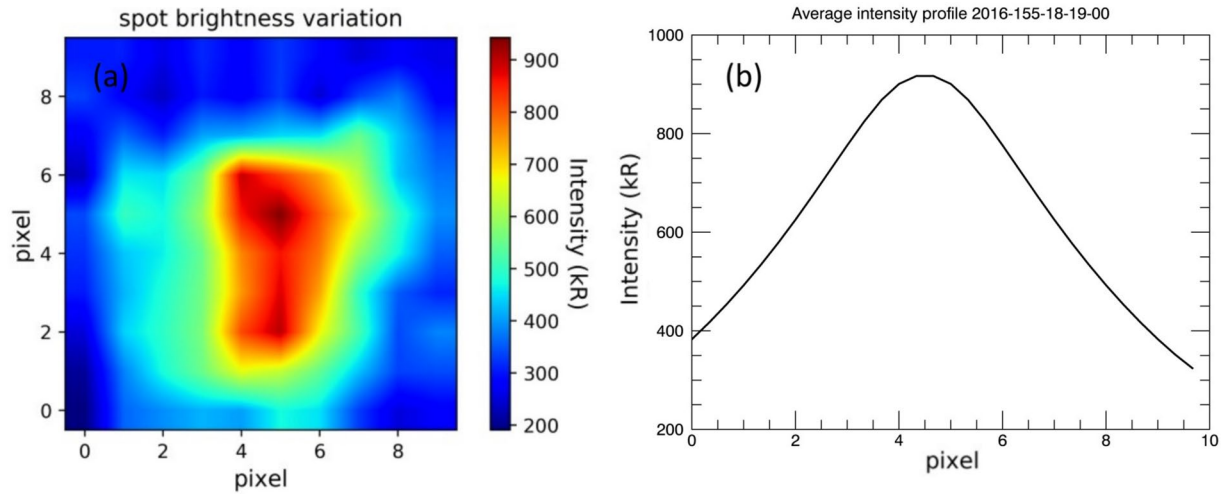 spot brightness variation
(a)
8
6
4
2
0
pixel
0 2 4 6 8
pixel
900
800
700
600
500
400
300
200
Intensity (kR)
Average intensity profile 2016-155-18-19-00
(b)
1000
800
600
400
200
Intensity (kR)
0 2 4 6 8 10
pixel